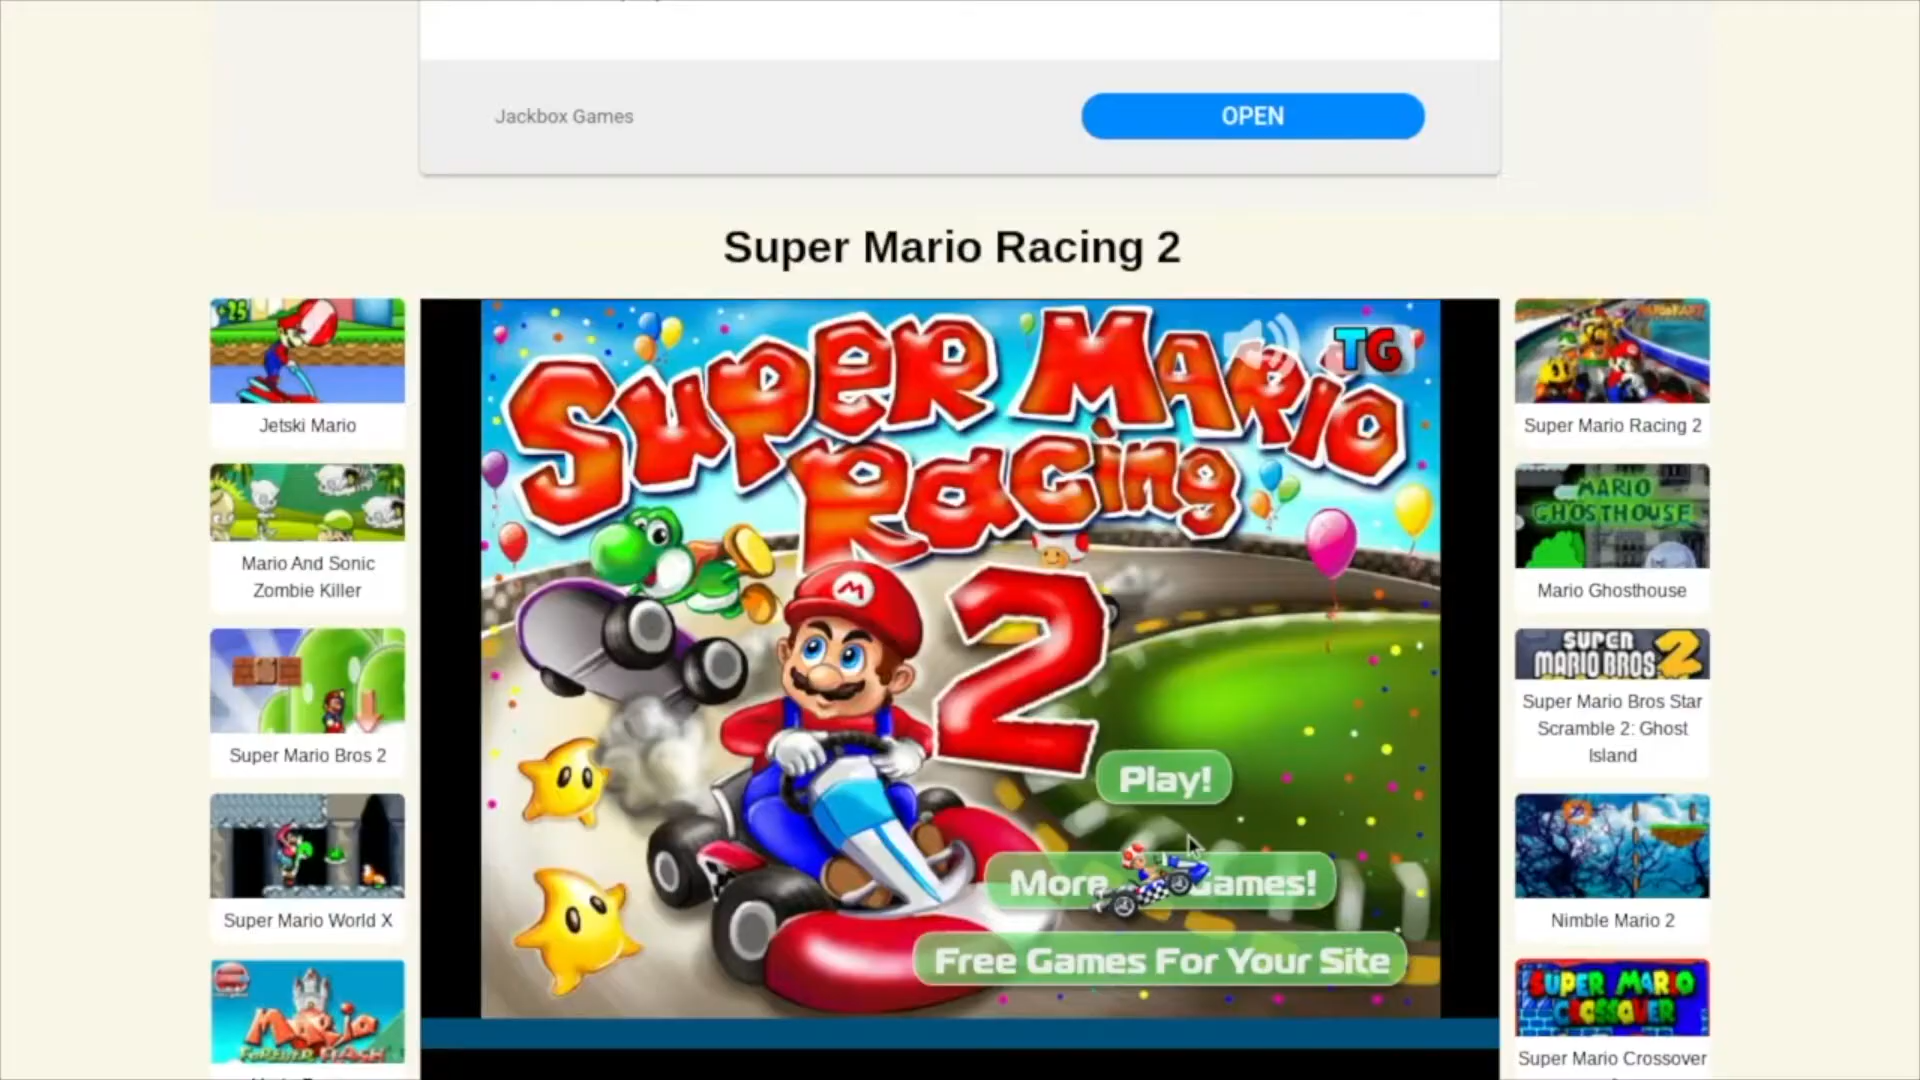 Jackbox Games
OPEN
Super Mario Racing 2
+25
Jetski Mario
Mario And Sonic
Zombie Killer
Super Mario Bros 2
Super Mario World X
Mario
FOREVER FLASH
SUPER MARIO
Racing
2
TG
M
Play!
More Games!
Free Games For Your Site
Super Mario Racing 2
MARIO
GHOSTHOUSE
Mario Ghosthouse
SUPER
MARIO BROS 2
Super Mario Bros Star
Scramble 2: Ghost
Island
Nimble Mario 2
SUPER MARIO
CROSSOVER
Super Mario Crossover